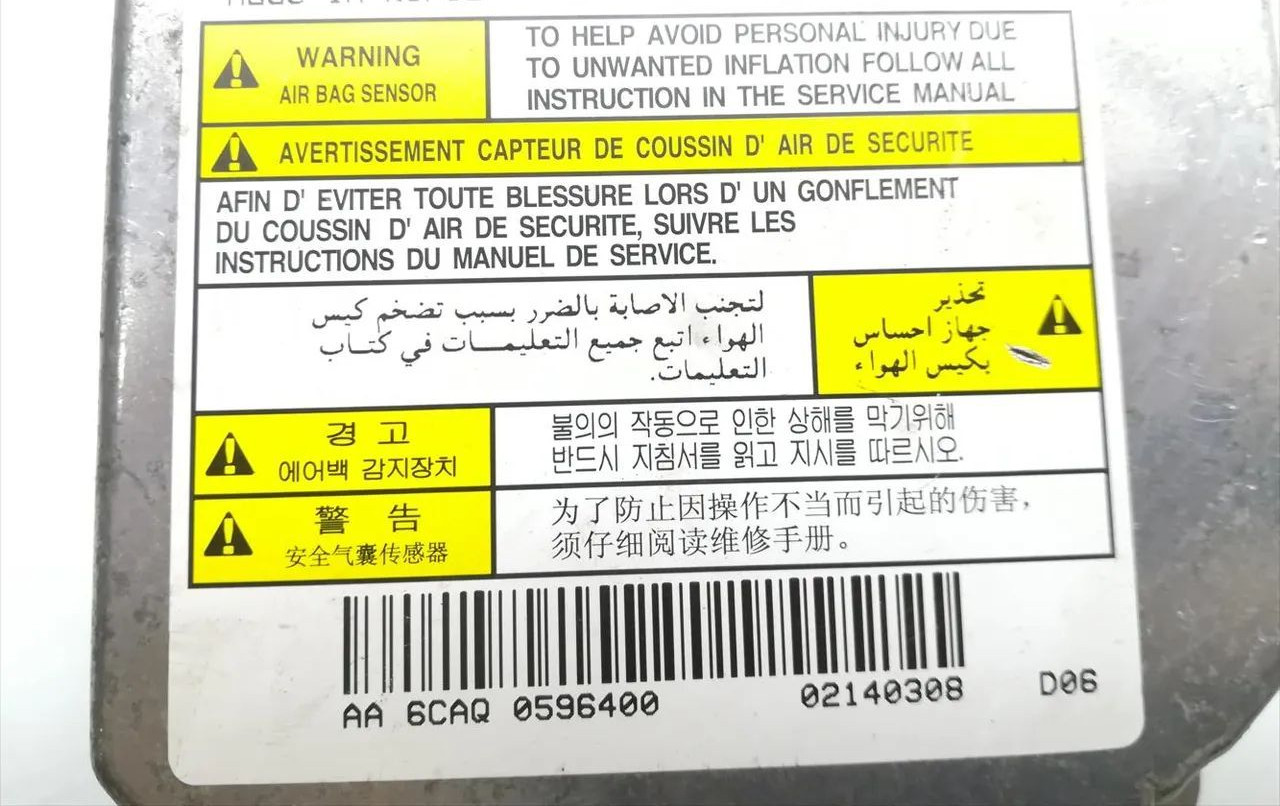 WARNING
AIR BAG SENSOR
TO HELP AVOID PERSONAL INJURY DUE
TO UNWANTED INFLATION FOLLOW ALL
INSTRUCTION IN THE SERVICE MANUAL
AVERTISSEMENT CAPTEUR DE COUSSIN D' AIR DE SECURITE
AFIN D' EVITER TOUTE BLESSURE LORS D' UN GONFLEMENT
DU COUSSIN D' AIR DE SECURITE, SUIVRE LES
INSTRUCTIONS DU MANUEL DE SERVICE.
تحذير
جهاز احساس
بكيس الهواء
لتجنب الاصابة بالضرر بسبب تضخم كيس
الهواء اتبع جميع التعليمات في كتاب
التعليمات.
경 고
에어백 감지장치
불의의 작동으로 인한 상해를 막기위해
반드시 지침서를 읽고 지시를 따르시오.
警 告
安全气囊传感器
为了防止因操作不当而引起的伤害，
须仔细阅读维修手册。
AA 6CAQ 0596400 02140308 D06